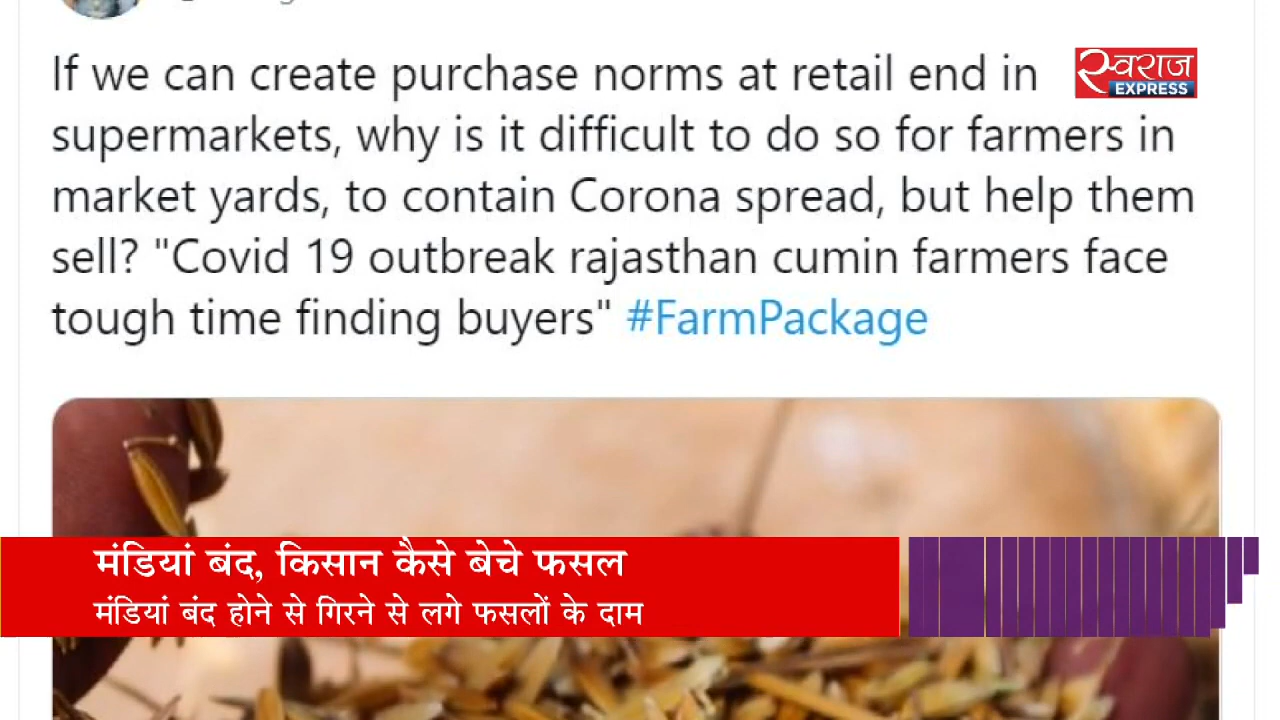 स्वराज
EXPRESS
If we can create purchase norms at retail end in
supermarkets, why is it difficult to do so for farmers in
market yards, to contain Corona spread, but help them
sell? "Covid 19 outbreak rajasthan cumin farmers face
tough time finding buyers" #FarmPackage
मंडियां बंद, किसान कैसे बेचे फसल
मंडियां बंद होने से गिरने से लगे फसलों के दाम